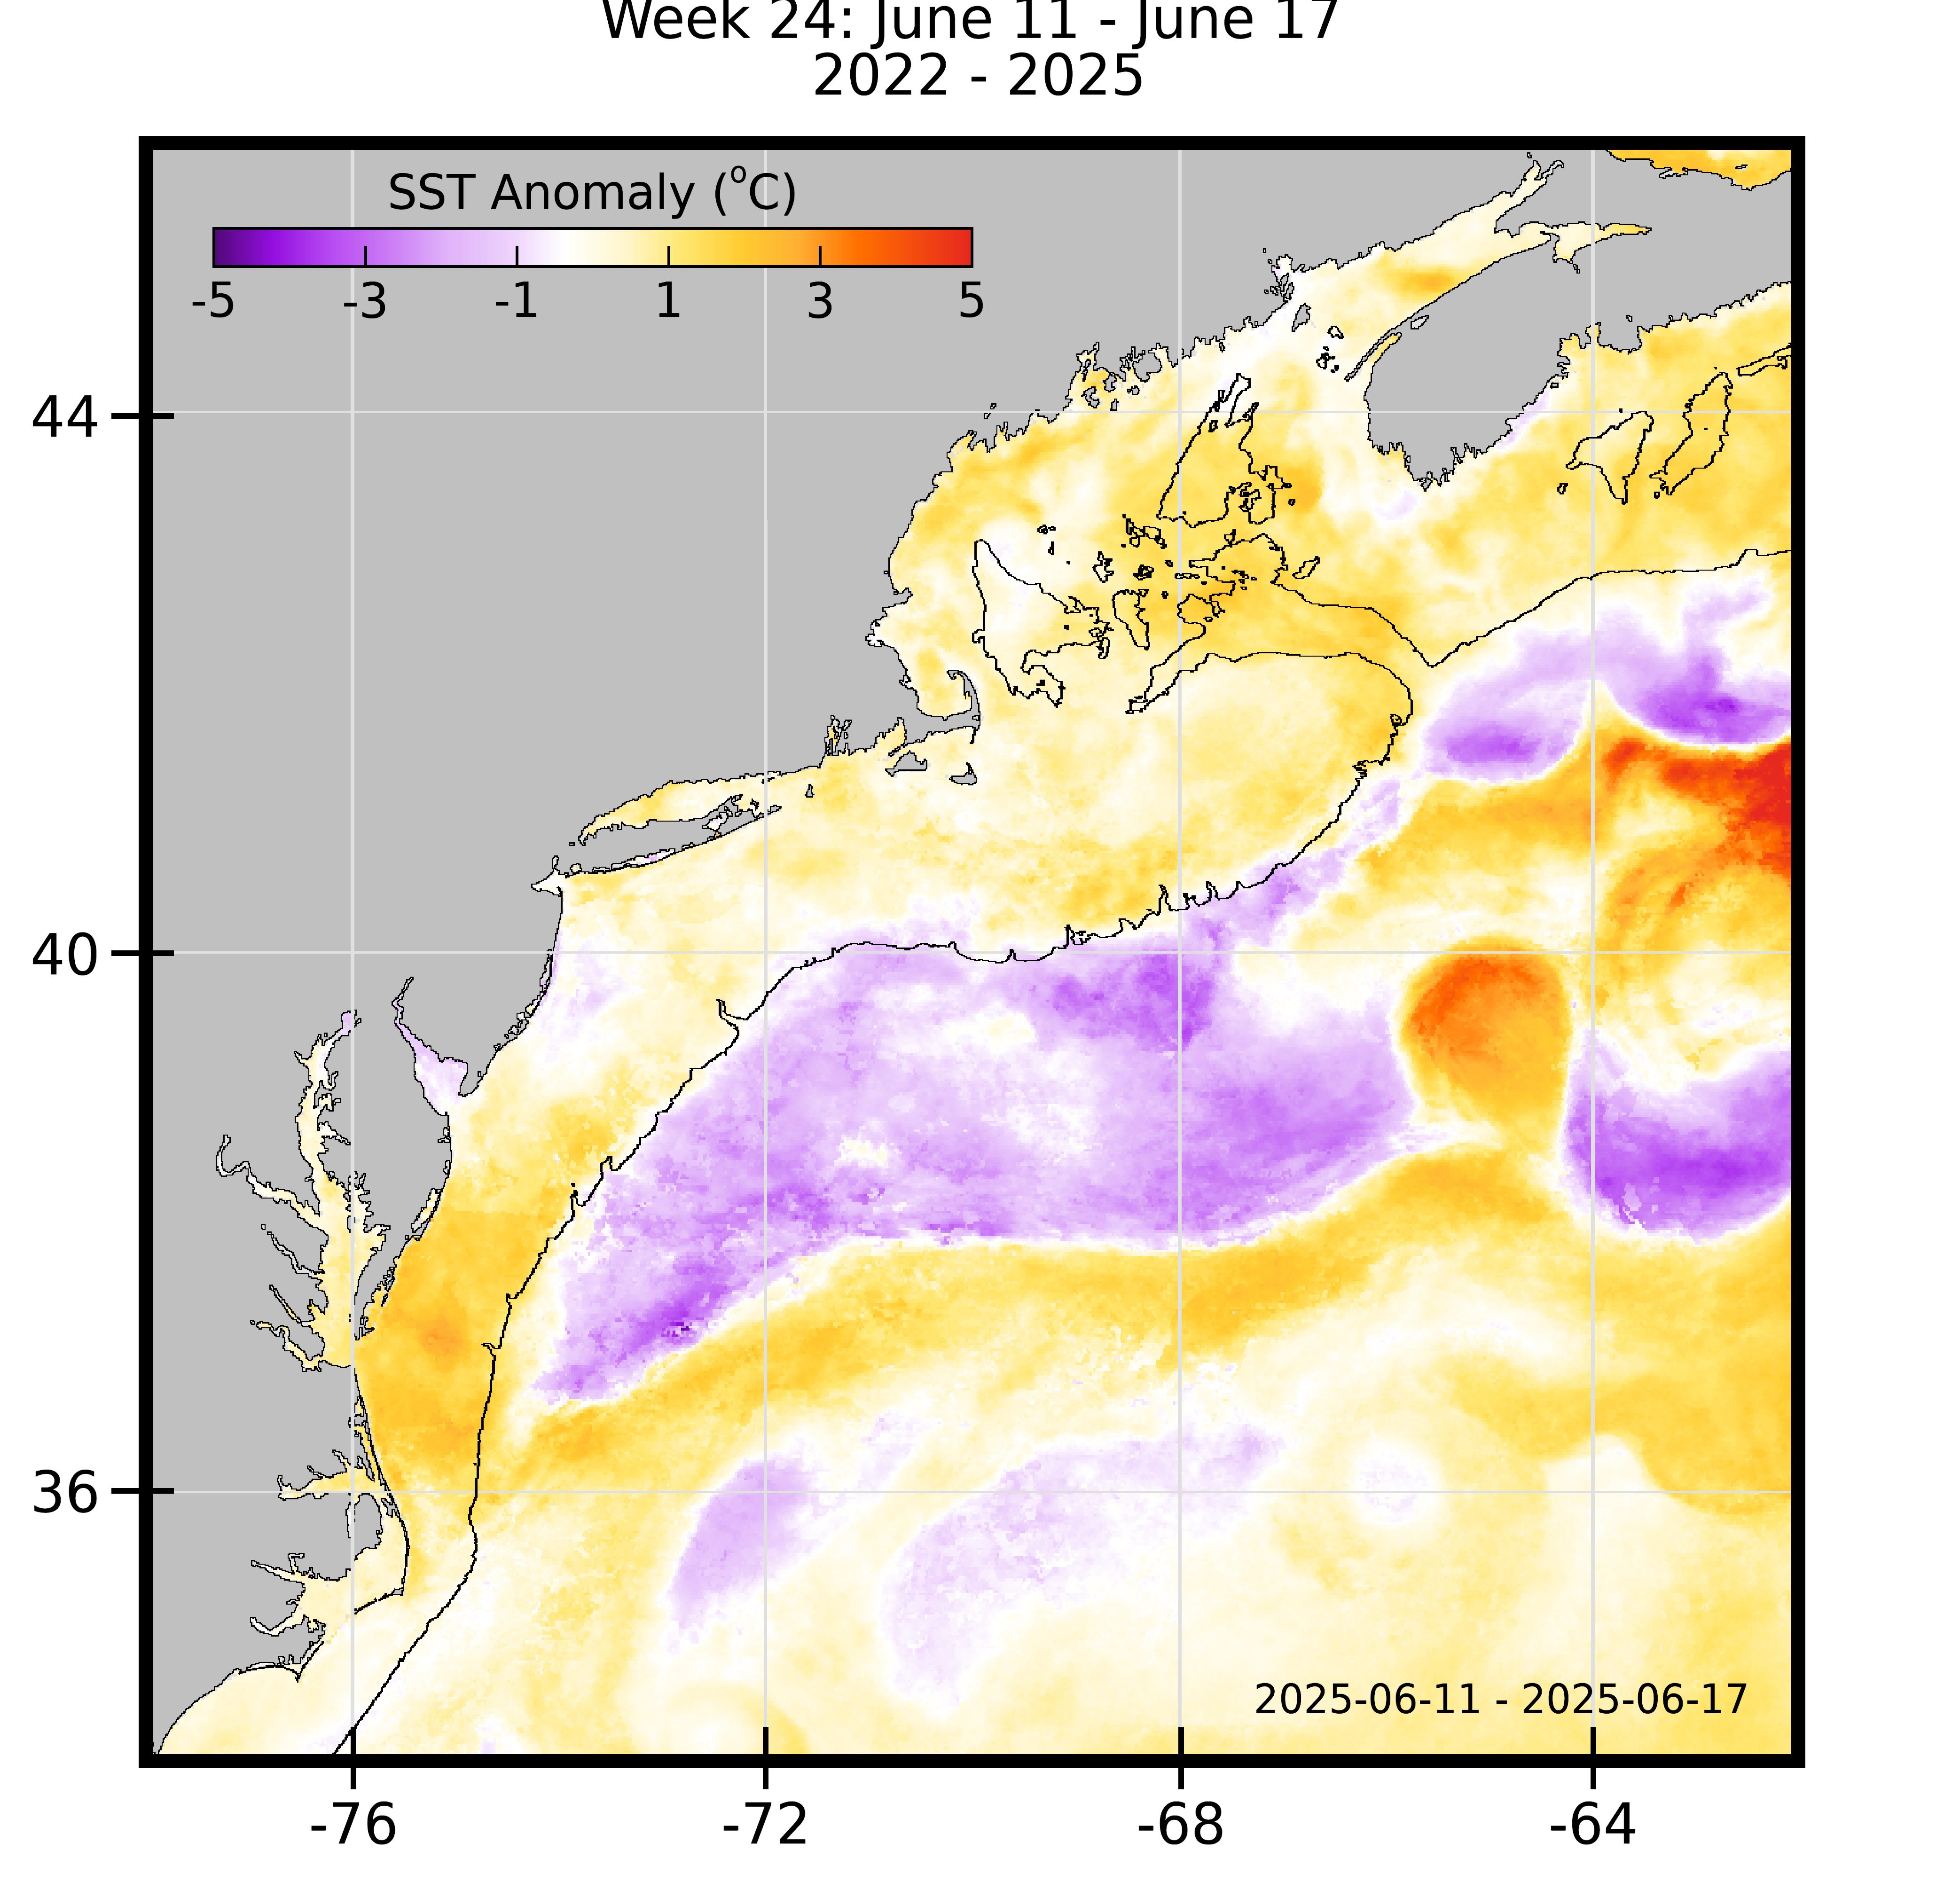 Week 24: June 11 - June 17
2022 - 2025
SST Anomaly (°C)
-5 -3 -1 1 3 5
44
40
36
2025-06-11 - 2025-06-17
-76 -72 -68 -64